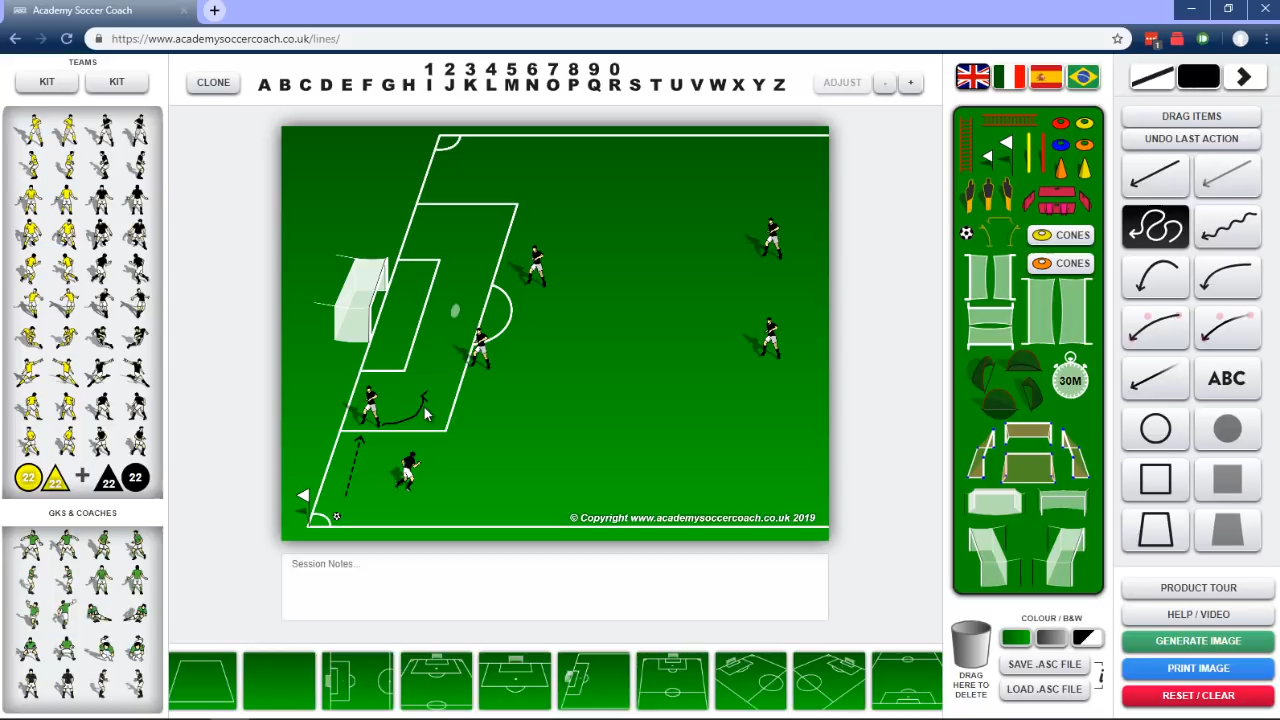 Academy Soccer Coach
https://www.academysoccercoach.co.uk/lines/
TEAMS
KIT
KIT
CLONE
1 2 3 4 5 6 7 8 9 0
A B C D E F G H I J K L M N O P Q R S T U V W X Y Z
ADJUST
-
+
DRAG ITEMS
UNDO LAST ACTION
CONES
CONES
30M
ABC
22
22
+
22
22
GKS & COACHES
© Copyright www.academysoccercoach.co.uk 2019
Session Notes...
COLOUR / B&W
DRAG
HERE TO
DELETE
SAVE .ASC FILE
LOAD .ASC FILE
i
PRODUCT TOUR
HELP / VIDEO
GENERATE IMAGE
PRINT IMAGE
RESET / CLEAR